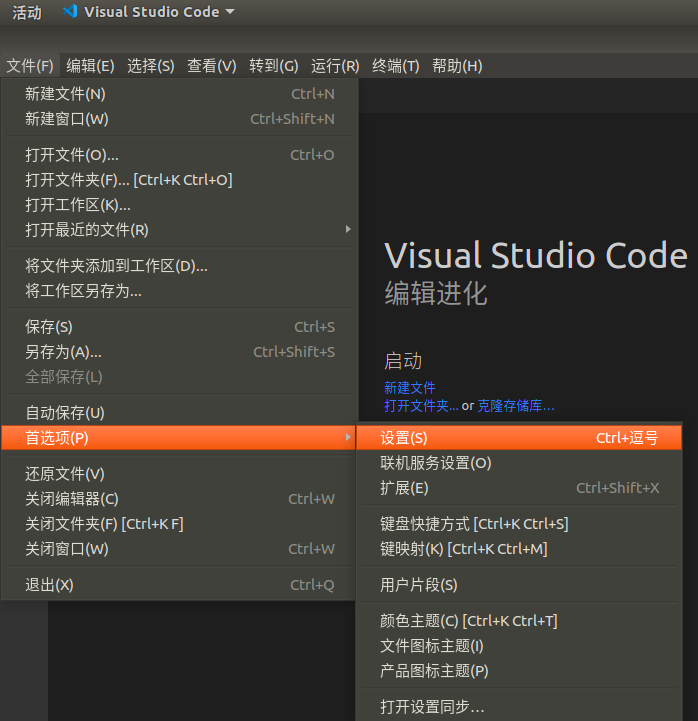 活动 Visual Studio Code
文件(F) 编辑(E) 选择(S) 查看(V) 转到(G) 运行(R) 终端(T) 帮助(H)
新建文件(N) Ctrl+N
新建窗口(W) Ctrl+Shift+N
打开文件(O)... Ctrl+O
打开文件夹(F)... [Ctrl+K Ctrl+O]
打开工作区(K)...
打开最近的文件(R)
将文件夹添加到工作区(D)...
将工作区另存为...
保存(S) Ctrl+S
另存为(A)... Ctrl+Shift+S
全部保存(L)
自动保存(U)
首选项(P)
还原文件(V)
关闭编辑器(C) Ctrl+W
关闭文件夹(F) [Ctrl+K F]
关闭窗口(W) Ctrl+W
退出(X) Ctrl+Q
Visual Studio Code
编辑进化
启动
新建文件
打开文件夹... or 克隆存储库...
设置(S) Ctrl+逗号
联机服务设置(O)
扩展(E) Ctrl+Shift+X
键盘快捷方式 [Ctrl+K Ctrl+S]
键映射(K) [Ctrl+K Ctrl+M]
用户片段(S)
颜色主题(C) [Ctrl+K Ctrl+T]
文件图标主题(I)
产品图标主题(P)
打开设置同步...